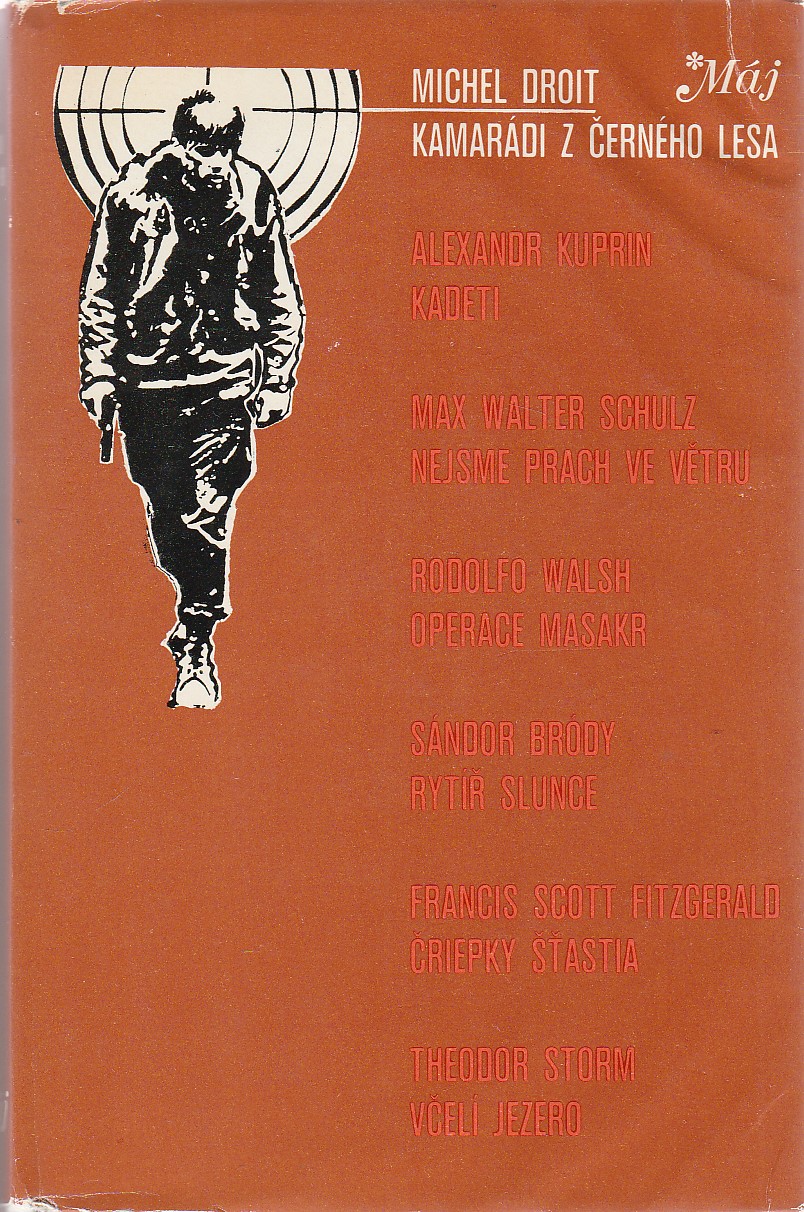 *Máj
MICHEL DROIT
KAMARÁDI Z ČERNÉHO LESA
ALEXANDR KUPRIN
KADETI
MAX WALTER SCHULZ
NEJSME PRACH VE VĚTRU
RODOLFO WALSH
OPERACE MASAKR
SÁNDOR BRÓDY
RYTÍŘ SLUNCE
FRANCIS SCOTT FITZGERALD
ČRIEPKY ŠŤASTIA
THEODOR STORM
VČELÍ JEZERO